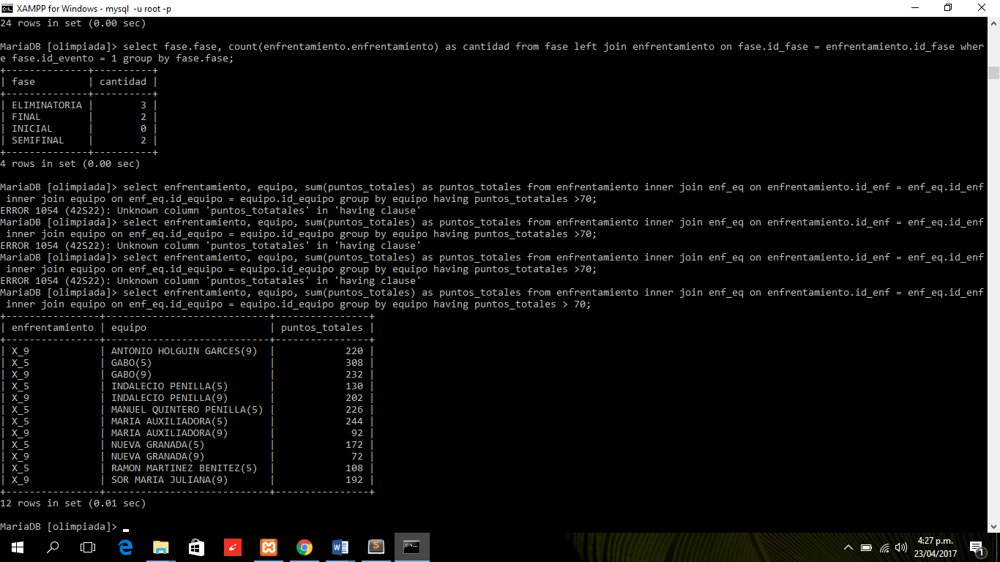 XAMPP for Windows - mysql  -u root -p
24 rows in set (0.00 sec)
MariaDB [olimpiada]> select fase.fase, count(enfrentamiento.enfrentamiento) as cantidad from fase left join enfrentamiento on fase.id_fase = enfrentamiento.id_fase wher
e fase.id_evento = 1 group by fase.fase;
+--------------+----------+
| fase         | cantidad |
+--------------+----------+
| ELIMINATORIA |        3 |
| FINAL        |        2 |
| INICIAL      |        0 |
| SEMIFINAL    |        2 |
+--------------+----------+
4 rows in set (0.00 sec)
MariaDB [olimpiada]> select enfrentamiento, equipo, sum(puntos_totales) as puntos_totales from enfrentamiento inner join enf_eq on enfrentamiento.id_enf = enf_eq.id_enf
 inner join equipo on enf_eq.id_equipo = equipo.id_equipo group by equipo having puntos_totatales >70;
ERROR 1054 (42S22): Unknown column 'puntos_totatales' in 'having clause'
MariaDB [olimpiada]> select enfrentamiento, equipo, sum(puntos_totales) as puntos_totales from enfrentamiento inner join enf_eq on enfrentamiento.id_enf = enf_eq.id_enf
 inner join equipo on enf_eq.id_equipo = equipo.id_equipo group by equipo having puntos_totatales >70;
ERROR 1054 (42S22): Unknown column 'puntos_totatales' in 'having clause'
MariaDB [olimpiada]> select enfrentamiento, equipo, sum(puntos_totales) as puntos_totales from enfrentamiento inner join enf_eq on enfrentamiento.id_enf = enf_eq.id_enf
 inner join equipo on enf_eq.id_equipo = equipo.id_equipo group by equipo having puntos_totatales >70;
ERROR 1054 (42S22): Unknown column 'puntos_totatales' in 'having clause'
MariaDB [olimpiada]> select enfrentamiento, equipo, sum(puntos_totales) as puntos_totales from enfrentamiento inner join enf_eq on enfrentamiento.id_enf = enf_eq.id_enf
 inner join equipo on enf_eq.id_equipo = equipo.id_equipo group by equipo having puntos_totales > 70;
+----------------+----------------------------+----------------+
| enfrentamiento | equipo                     | puntos_totales |
+----------------+----------------------------+----------------+
| X_9            | ANTONIO HOLGUIN GARCES(9)  |            220 |
| X_5            | GABO(5)                    |            308 |
| X_9            | GABO(9)                    |            232 |
| X_5            | INDALECIO PENILLA(5)       |            130 |
| X_9            | INDALECIO PENILLA(9)       |            202 |
| X_5            | MANUEL QUINTERO PENILLA(5) |            226 |
| X_5            | MARIA AUXILIADORA(5)       |            244 |
| X_9            | MARIA AUXILIADORA(9)       |             92 |
| X_5            | NUEVA GRANADA(5)           |            172 |
| X_9            | NUEVA GRANADA(9)           |             72 |
| X_5            | RAMON MARTINEZ BENITEZ(5)  |            108 |
| X_9            | SOR MARIA JULIANA(9)       |            192 |
+----------------+----------------------------+----------------+
12 rows in set (0.01 sec)
MariaDB [olimpiada]> _
4:27 p.m.
23/04/2017
1